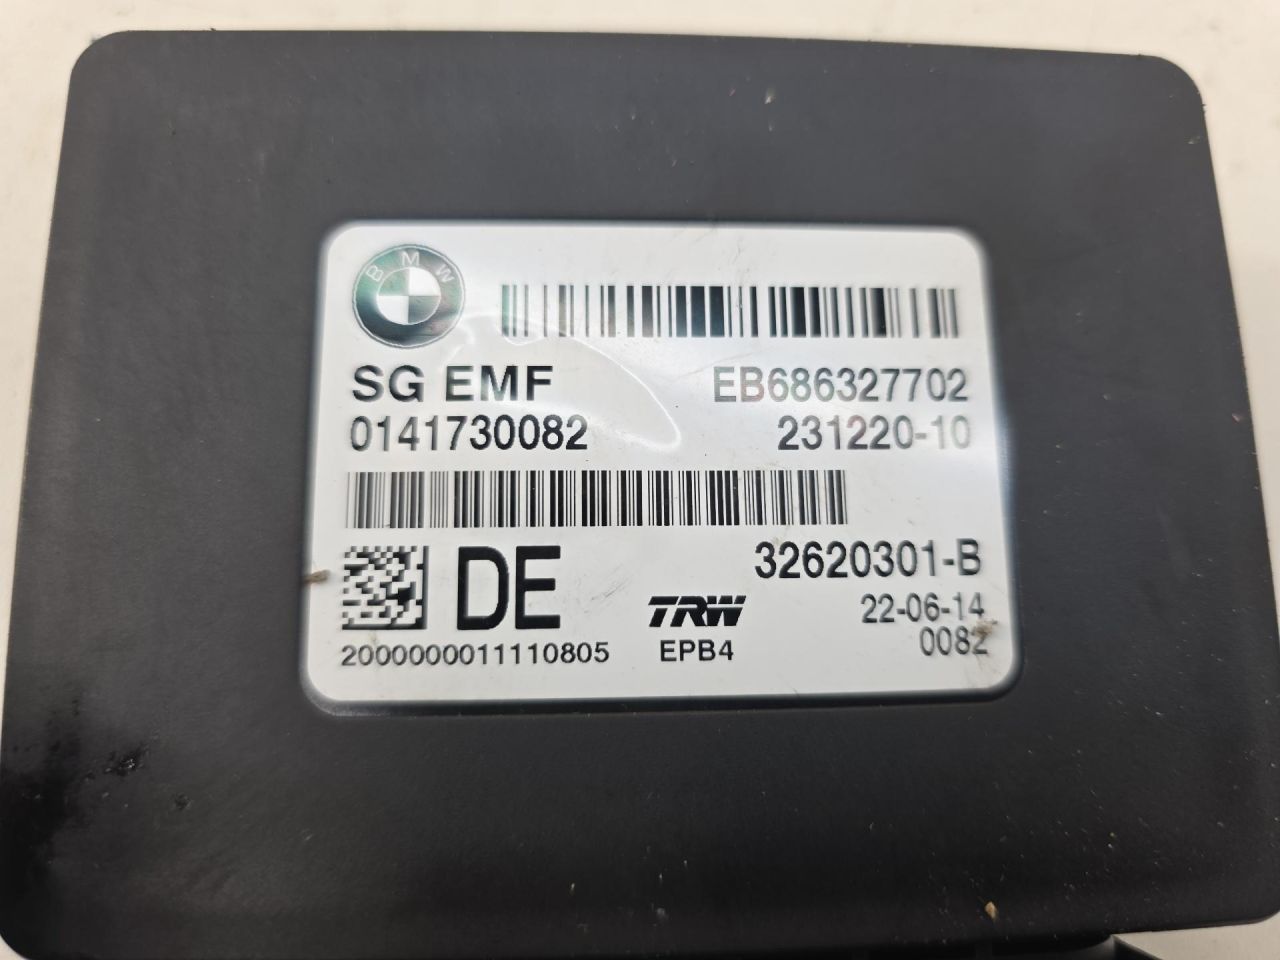 BMW
SG EMF EB686327702
0141730082 231220-10
32620301-B
DE TRW 22-06-14
0082
2000000011110805 EPB4